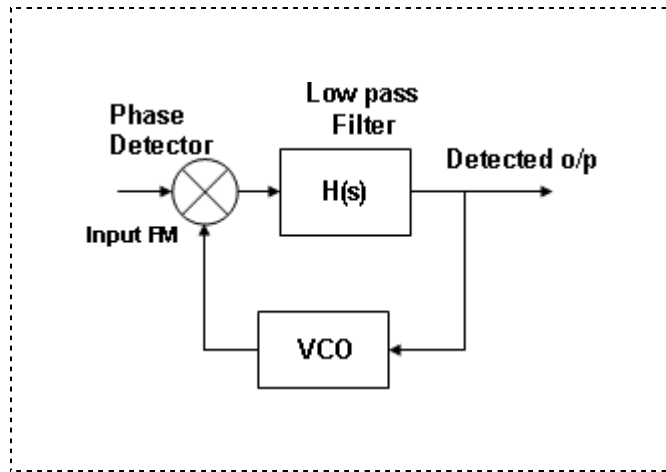 Low pass
Filter
Phase
Detector
H(s)
Detected o/p
Input FM
VCO